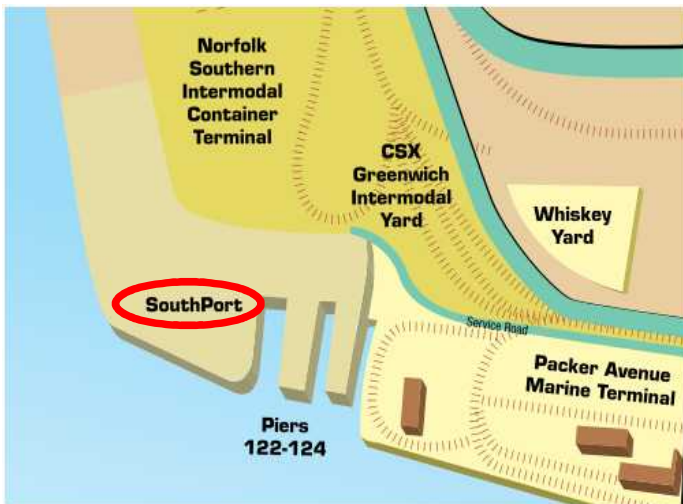 Norfolk
Southern
Intermodal
Container
Terminal
CSX
Greenwich
Intermodal
Yard
Whiskey
Yard
SouthPort
Service Road
Packer Avenue
Marine Terminal
Piers
122-124